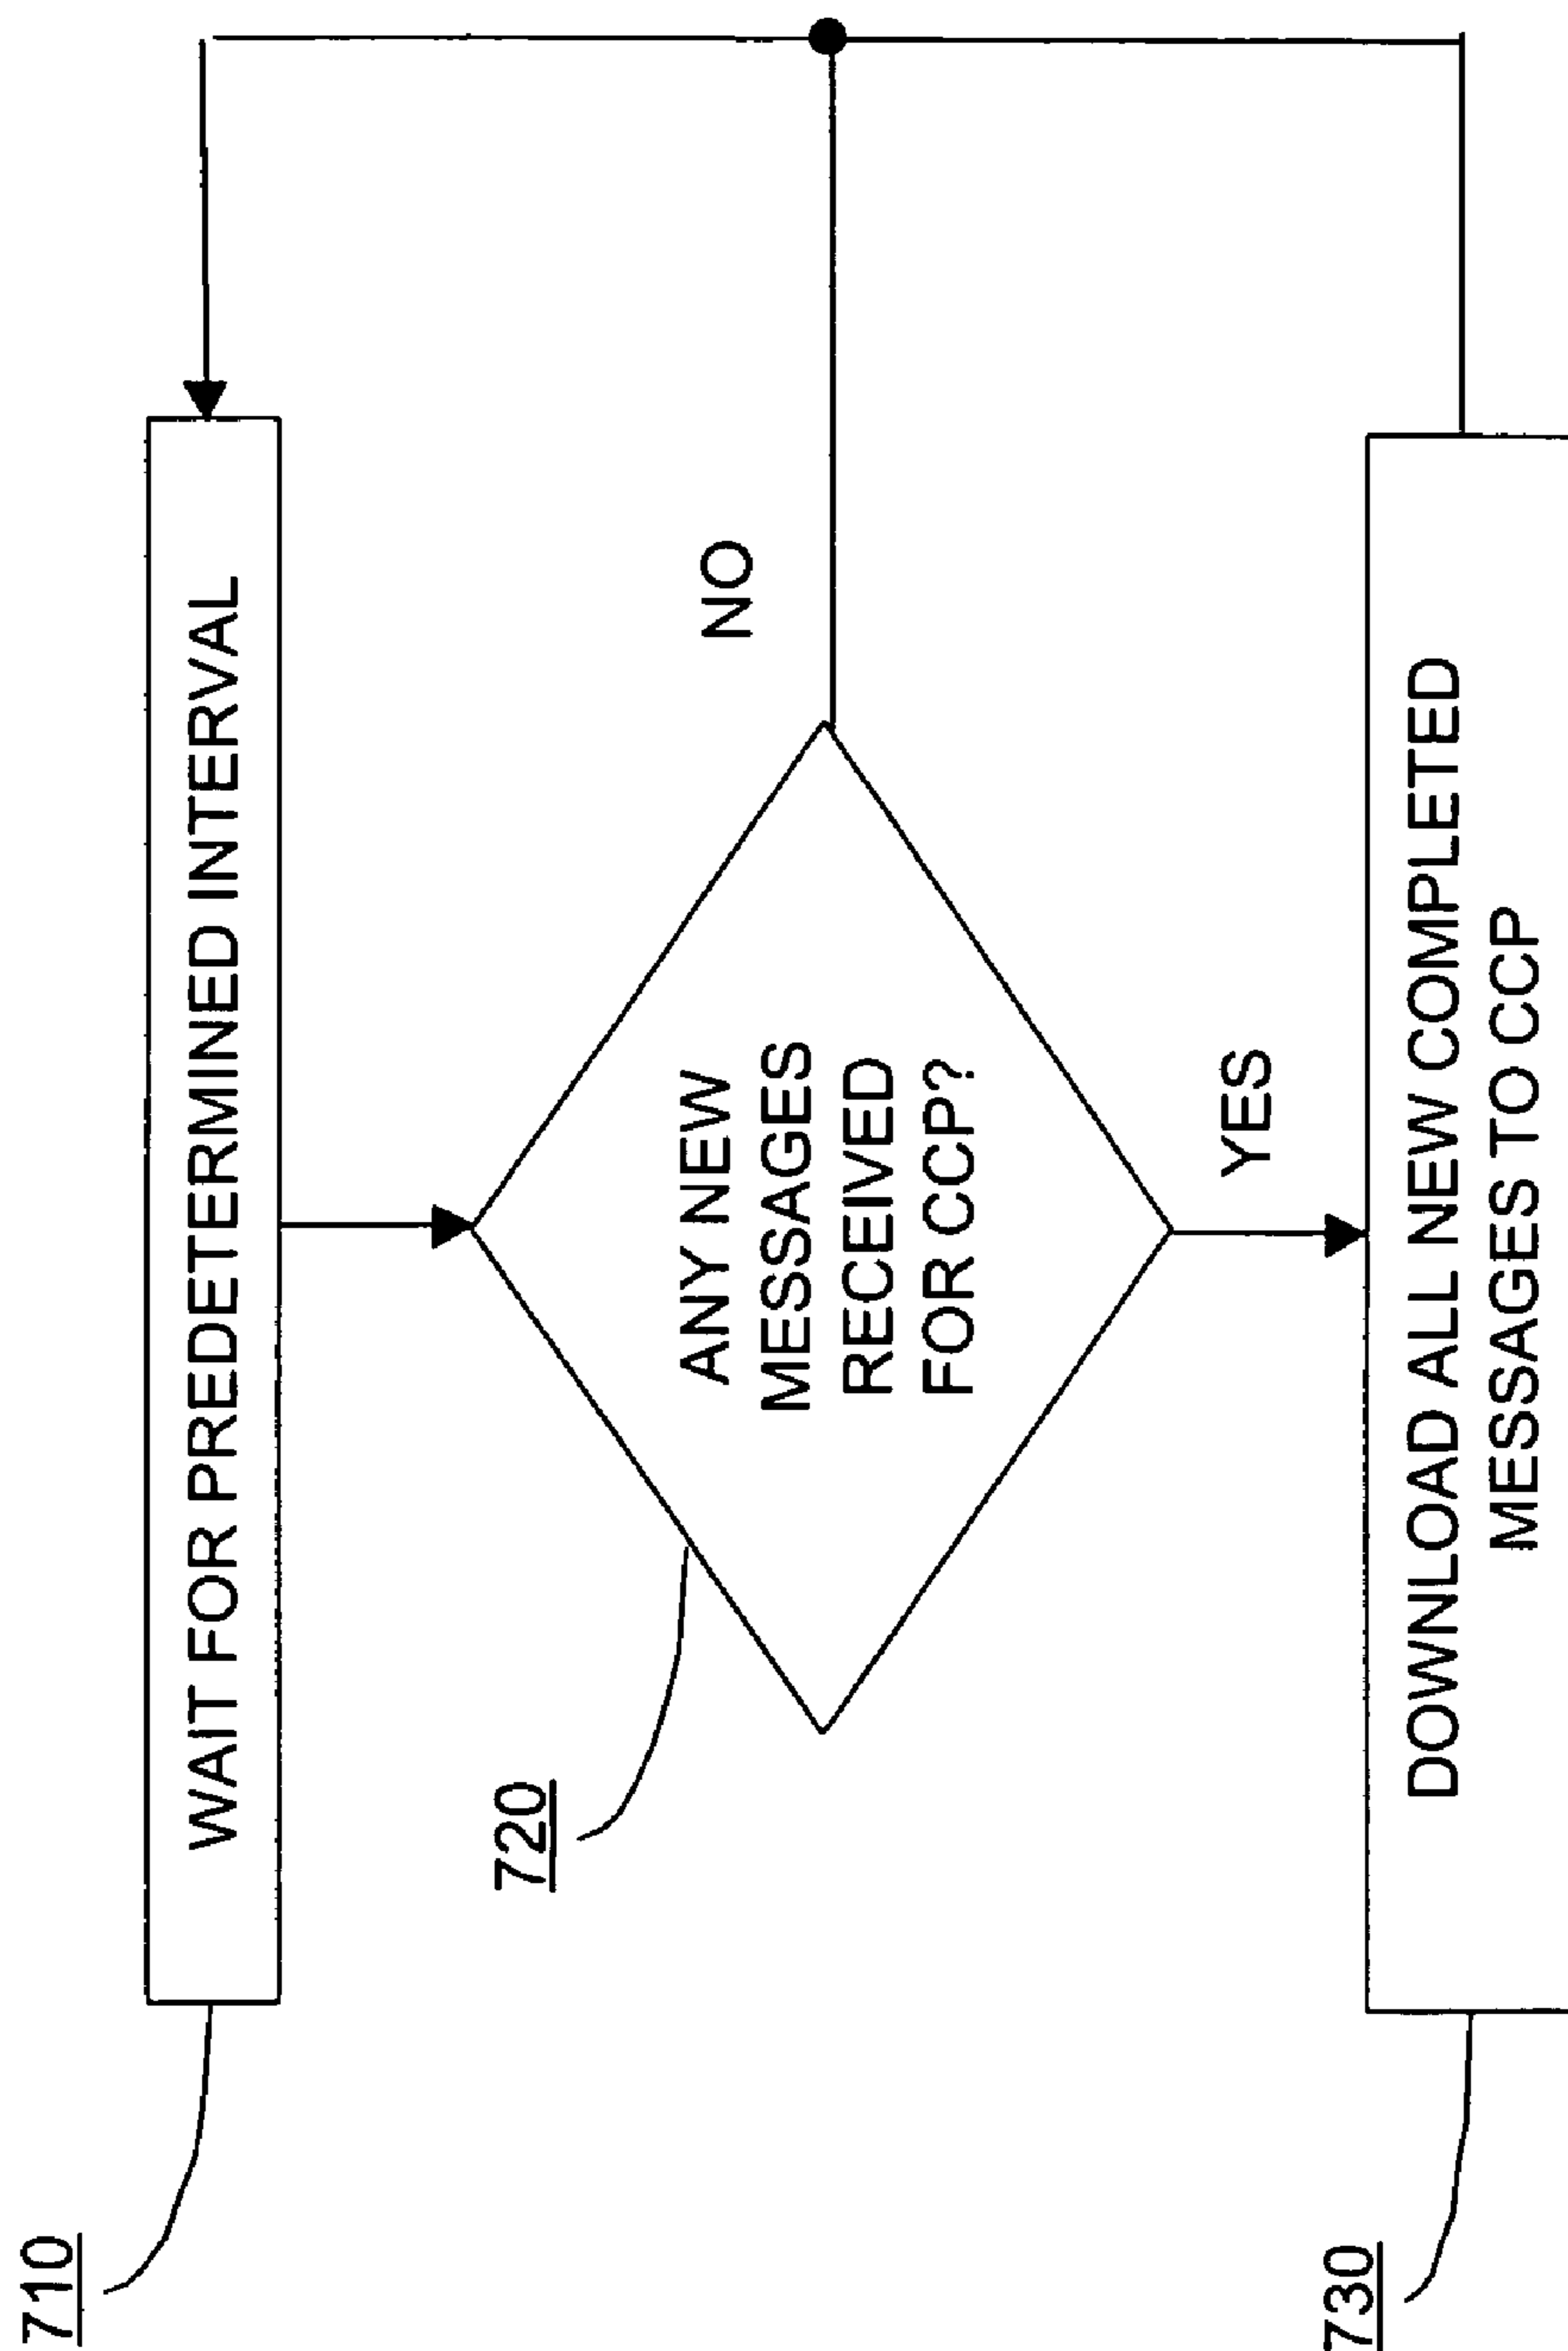 710
WAIT FOR PREDETERMINED INTERVAL
720
ANY NEW
MESSAGES
RECEIVED
FOR CCP?
NO
YES
730
DOWNLOAD ALL NEW COMPLETED
MESSAGES TO CCP